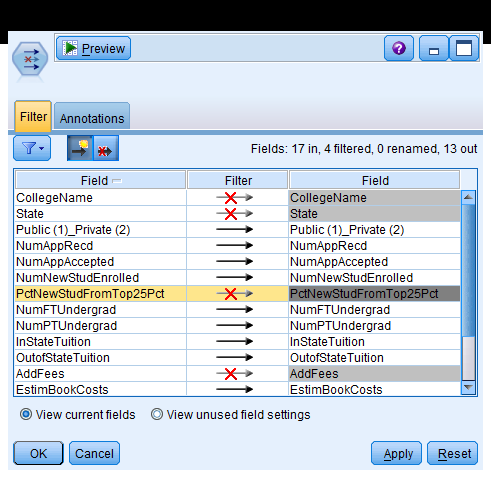 Preview
?
Filter Annotations
Fields: 17 in, 4 filtered, 0 renamed, 13 out
Field Filter Field
CollegeName CollegeName
State State
Public (1)_Private (2) Public (1)_Private (2)
NumAppRecd NumAppRecd
NumAppAccepted NumAppAccepted
NumNewStudEnrolled NumNewStudEnrolled
PctNewStudFromTop25Pct PctNewStudFromTop25Pct
NumFTUndergrad NumFTUndergrad
NumPTUndergrad NumPTUndergrad
InStateTuition InStateTuition
OutofStateTuition OutofStateTuition
AddFees AddFees
EstimBookCosts EstimBookCosts
View current fields View unused field settings
OK Cancel Apply Reset